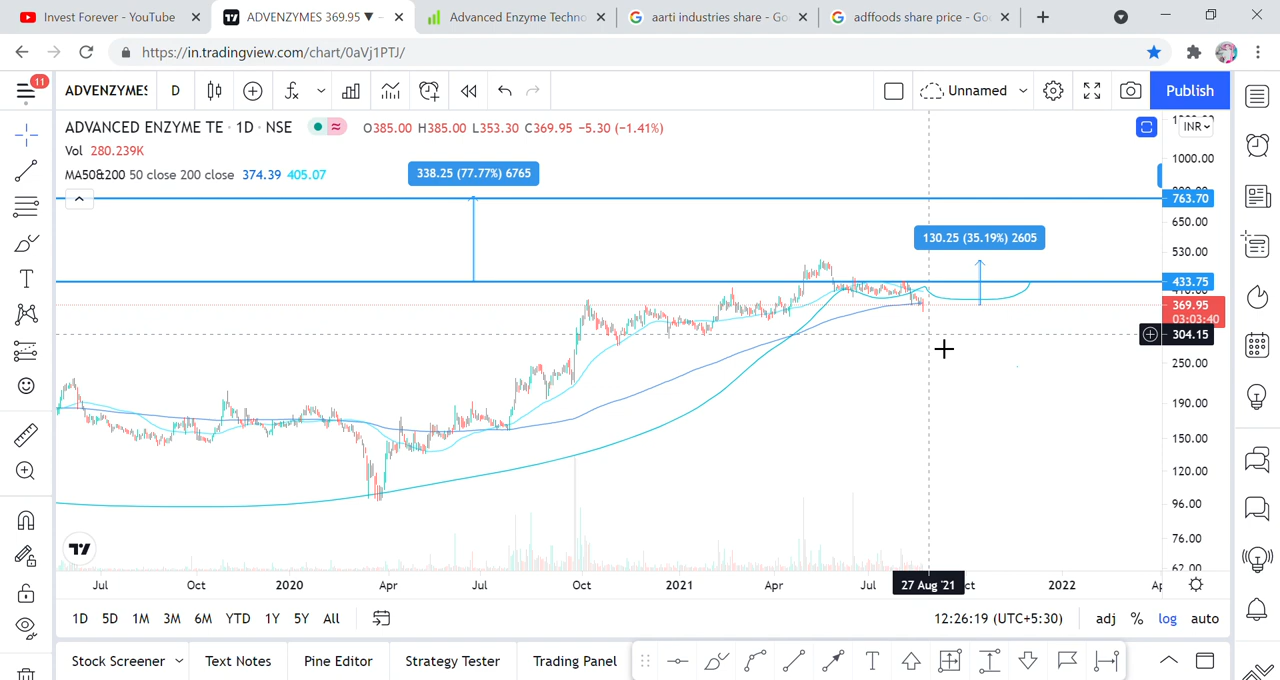 Invest Forever - YouTube
ADVENZYMES 369.95 ▼
Advanced Enzyme Techno
aarti industries share - Go
adffoods share price - Go
https://in.tradingview.com/chart/0aVj1PTJ/
11
ADVENZYMES
D
Unnamed
Publish
ADVANCED ENZYME TE · 1D · NSE
O385.00 H385.00 L353.30 C369.95 −5.30 (−1.41%)
INR
Vol 280.239K
1000.00
MA50&200 50 close 200 close 374.39 405.07
338.25 (77.77%) 6765
763.70
650.00
130.25 (35.19%) 2605
530.00
433.75
369.95
03:03:40
304.15
250.00
190.00
150.00
120.00
96.00
76.00
62.00
Jul Oct 2020 Apr Jul Oct 2021 Apr Jul 27 Aug '21 2022
1D 5D 1M 3M 6M YTD 1Y 5Y All
12:26:19 (UTC+5:30) adj % log auto
Stock Screener Text Notes Pine Editor Strategy Tester Trading Panel